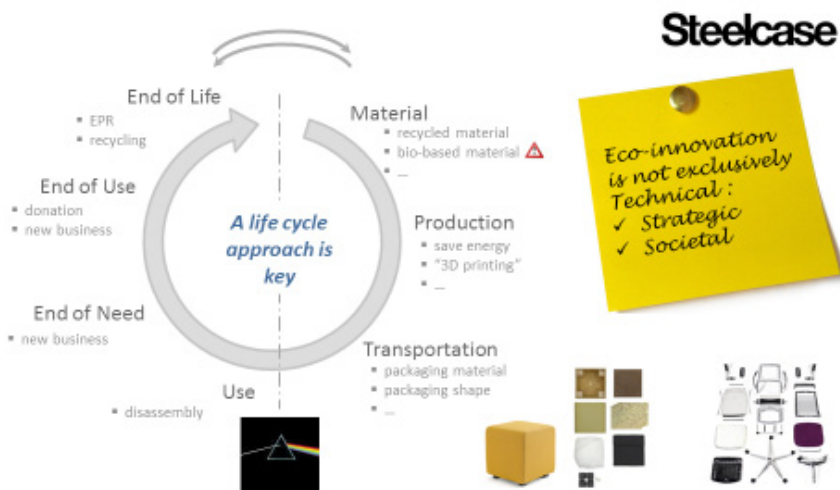 Steelcase
End of Life
▪ EPR
▪ recycling
Material
▪ recycled material
▪ bio-based material
▪ ...
End of Use
▪ donation
▪ new business
A life cycle
approach is
key
Production
▪ save energy
▪ "3D printing"
▪ ...
End of Need
▪ new business
Transportation
▪ packaging material
▪ packaging shape
▪ ...
Use
▪ disassembly
Eco-innovation
is not exclusively
Technical :
✓ Strategic
✓ Societal